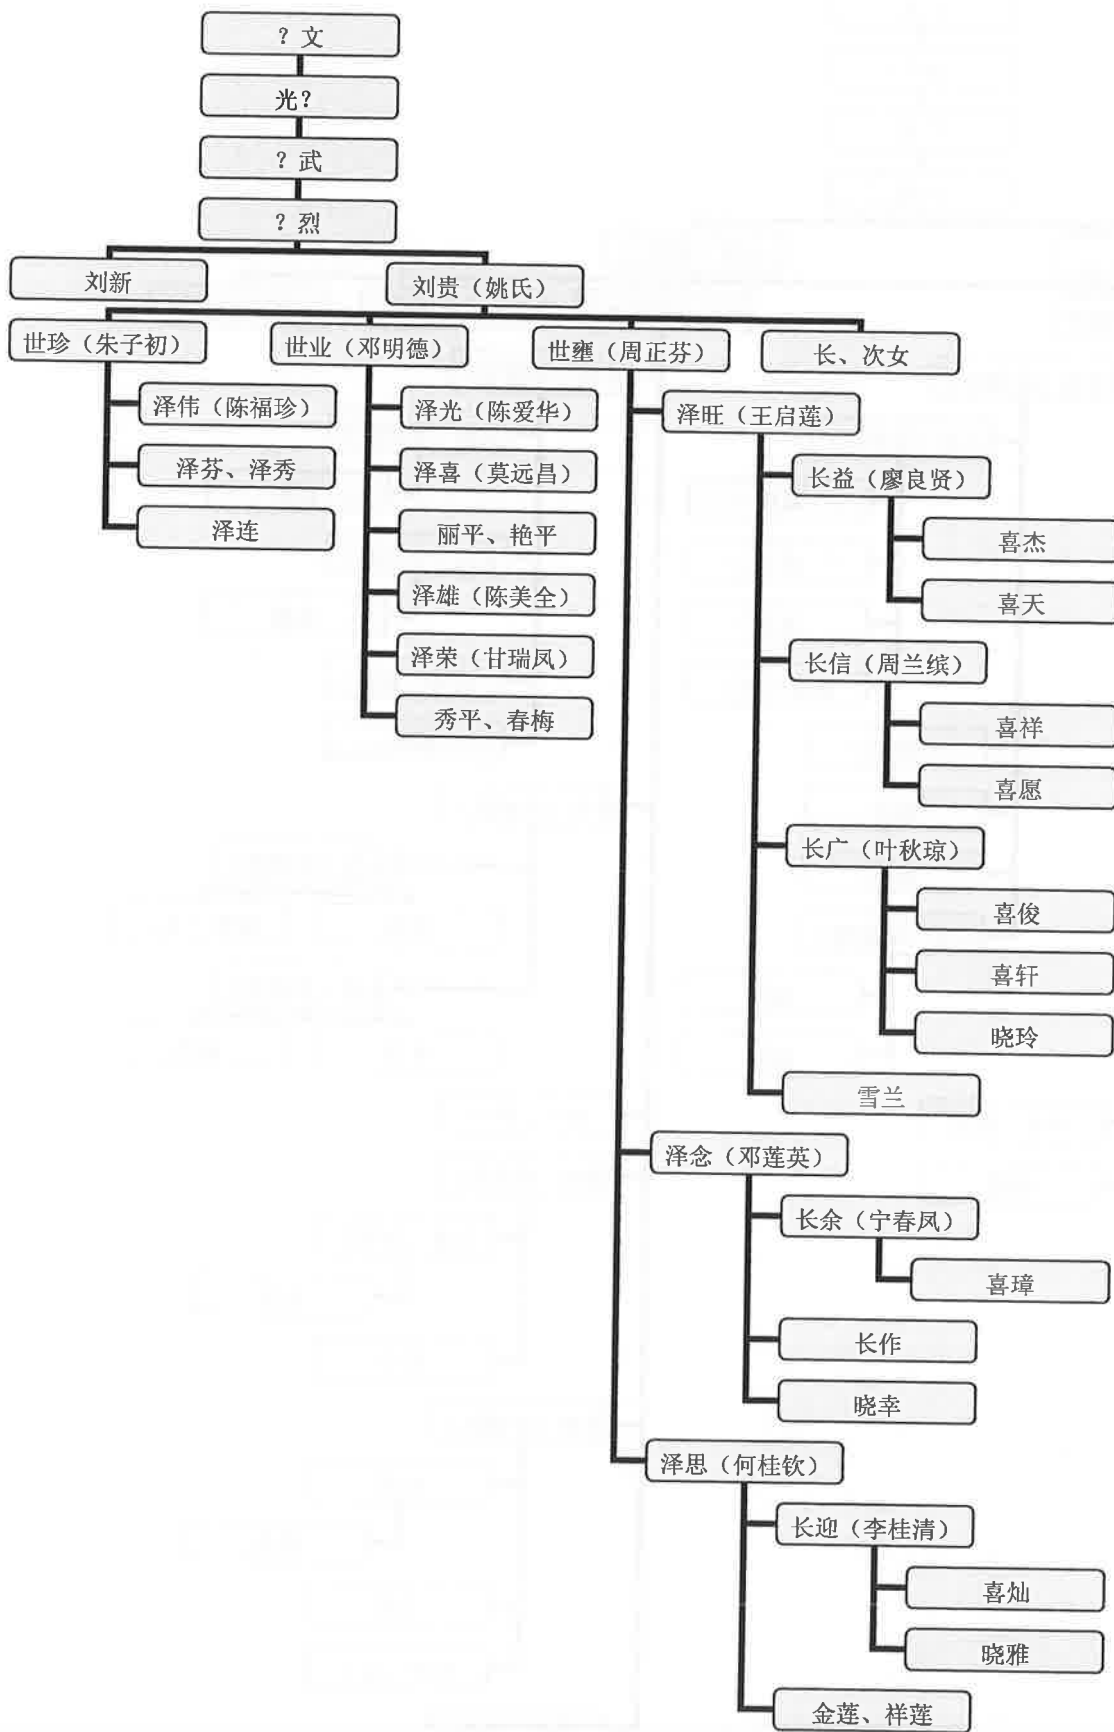 ？文
光？
？武
？烈
刘新
刘贵（姚氏）
世珍（朱子初）
世业（邓明德）
世壅（周正芬）
长、次女
泽伟（陈福珍）
泽芬、泽秀
泽连
泽光（陈爱华）
泽喜（莫远昌）
丽平、艳平
泽雄（陈美全）
泽荣（甘瑞凤）
秀平、春梅
泽旺（王启莲）
长益（廖良贤）
喜杰
喜天
长信（周兰缤）
喜祥
喜愿
长广（叶秋琼）
喜俊
喜轩
晓玲
雪兰
泽念（邓莲英）
长余（宁春凤）
喜璋
长作
晓幸
泽思（何桂钦）
长迎（李桂清）
喜灿
晓雅
金莲、祥莲